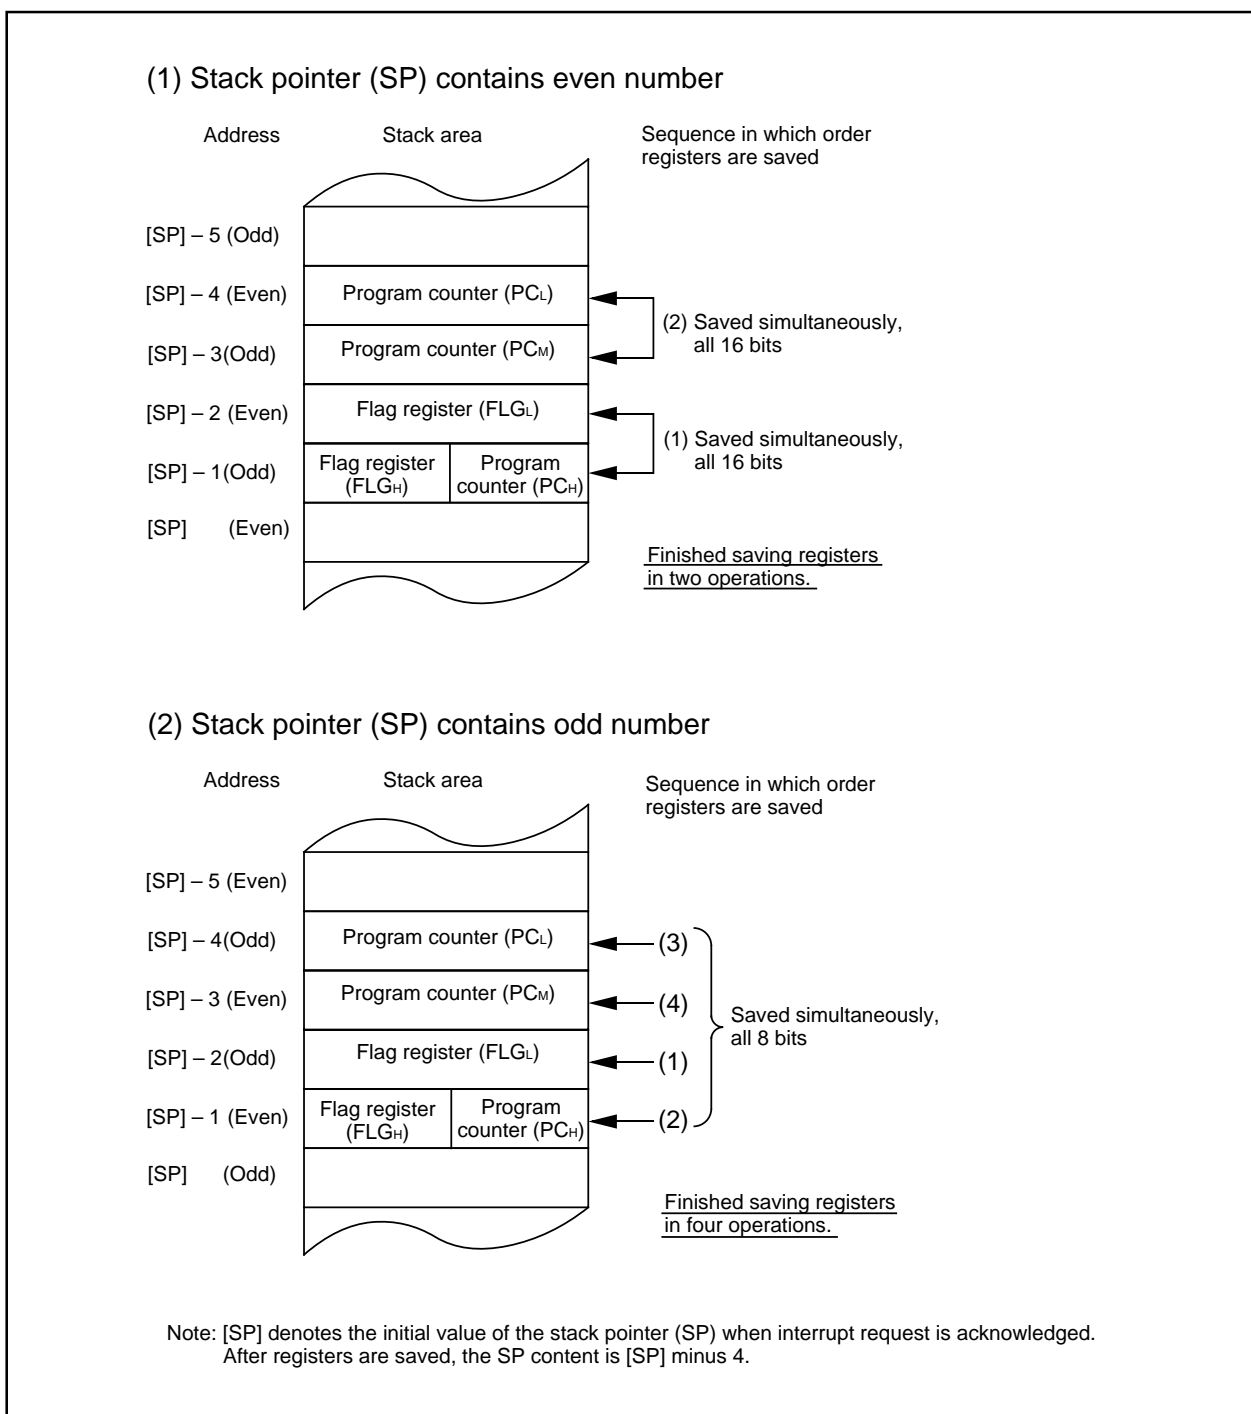 (1) Stack pointer (SP) contains even number
Address Stack area Sequence in which order
registers are saved
[SP] – 5 (Odd)
[SP] – 4 (Even) Program counter (PCL)
(2) Saved simultaneously,
all 16 bits
[SP] – 3(Odd) Program counter (PCM)
[SP] – 2 (Even) Flag register (FLGL)
(1) Saved simultaneously,
all 16 bits
[SP] – 1(Odd) Flag register Program
(FLGH) counter (PCH)
[SP] (Even)
Finished saving registers
in two operations.
(2) Stack pointer (SP) contains odd number
Address Stack area Sequence in which order
registers are saved
[SP] – 5 (Even)
[SP] – 4(Odd) Program counter (PCL) (3)
[SP] – 3 (Even) Program counter (PCM) (4)
Saved simultaneously,
all 8 bits
[SP] – 2(Odd) Flag register (FLGL) (1)
[SP] – 1 (Even) Flag register Program (2)
(FLGH) counter (PCH)
[SP] (Odd)
Finished saving registers
in four operations.
Note: [SP] denotes the initial value of the stack pointer (SP) when interrupt request is acknowledged.
After registers are saved, the SP content is [SP] minus 4.